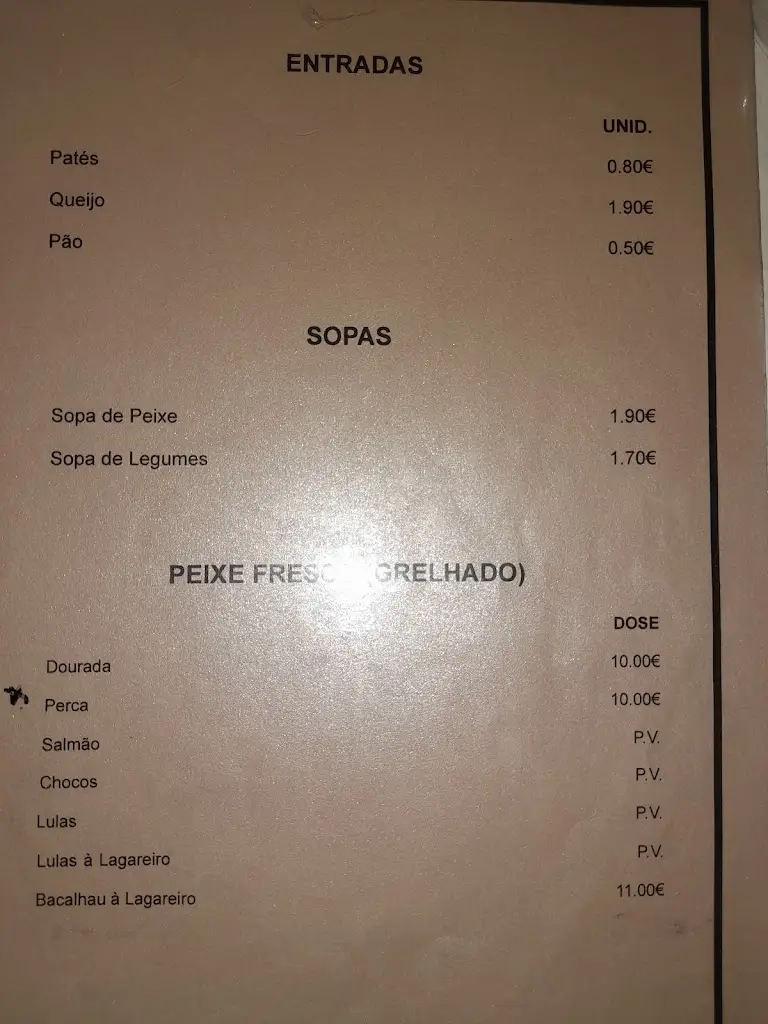 ENTRADAS
UNID.
Patés 0.80€
Queijo 1.90€
Pão 0.50€
SOPAS
Sopa de Peixe 1.90€
Sopa de Legumes 1.70€
PEIXE (GRELHADO)
DOSE
Dourada 10.00€
Perca 10.00€
Salmão P.V.
Chocos P.V.
Lulas P.V.
Lulas à Lagareiro P.V.
Bacalhau à Lagareiro 11.00€